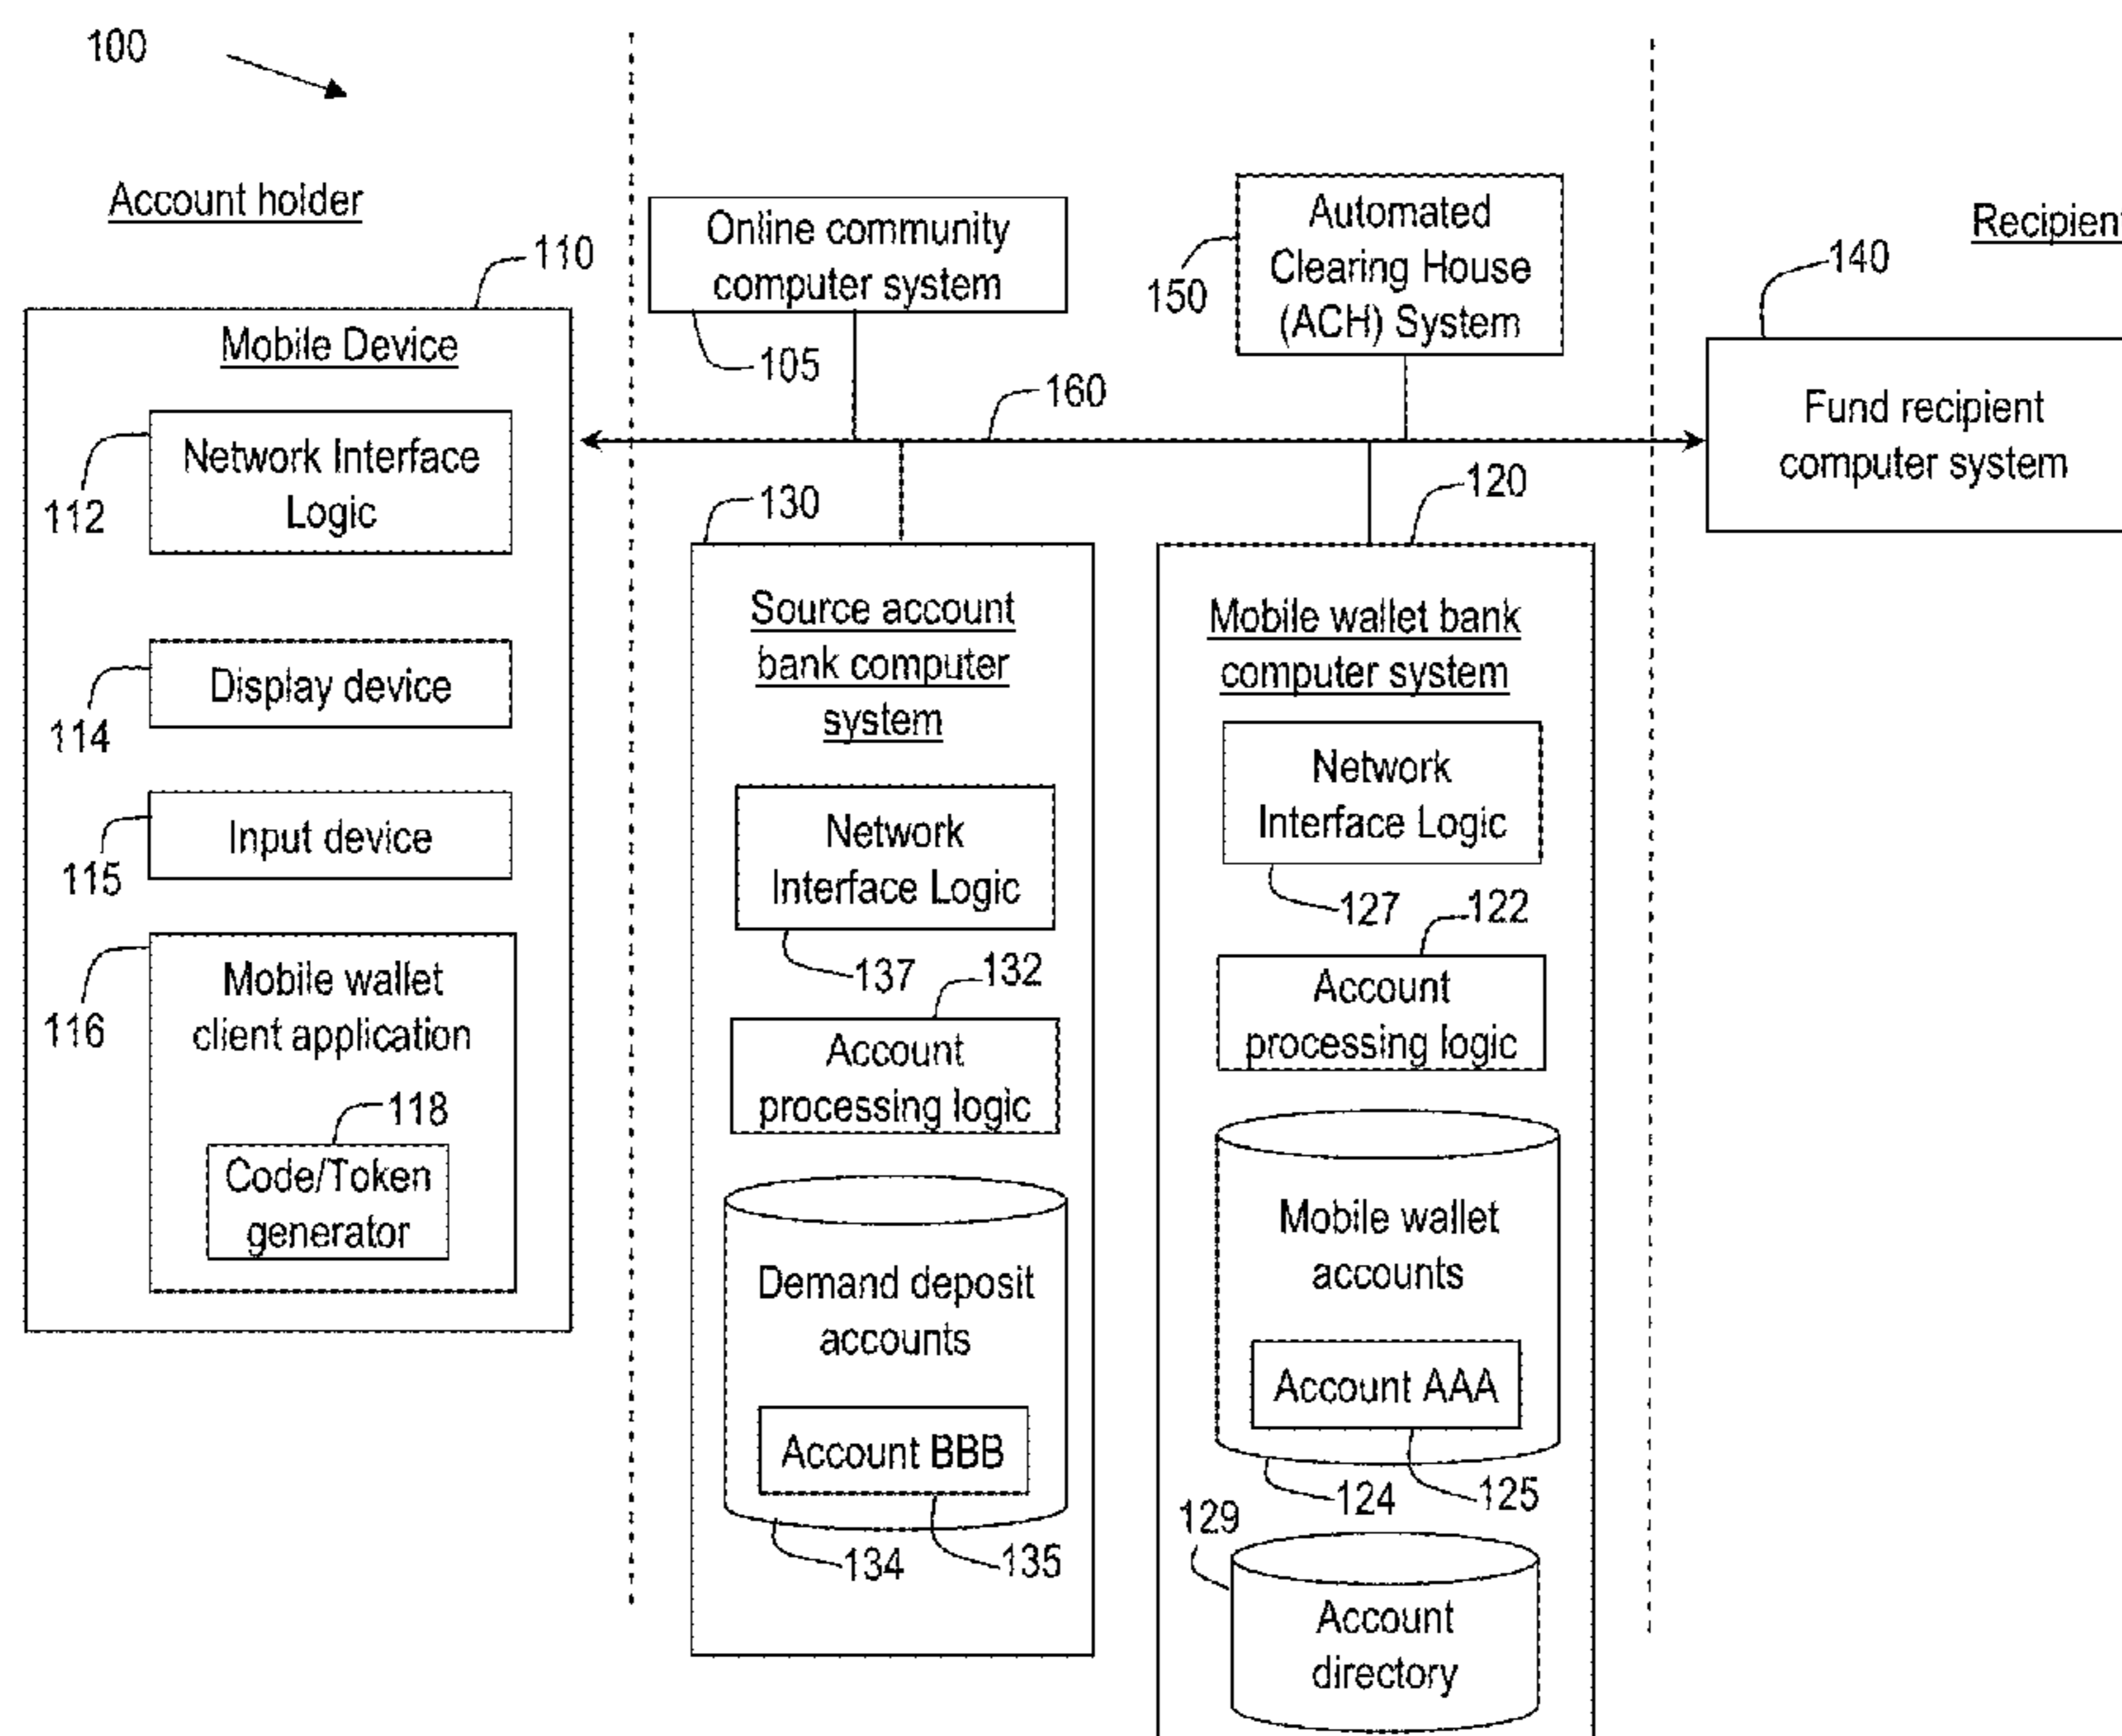 100
Account holder
110
Mobile Device
Network Interface
Logic
112
Display device
114
Input device
115
Mobile wallet
client application
116
118
Code/Token
generator
Online community
computer system
105
Automated
Clearing House
(ACH) System
150
160
130
Source account
bank computer
system
Network
Interface Logic
137
132
Account
processing logic
Demand deposit
accounts
Account BBB
134
135
120
Mobile wallet bank
computer system
Network
Interface Logic
127
122
Account
processing logic
Mobile wallet
accounts
Account AAA
124
125
129
Account
directory
Recipient
140
Fund recipient
computer system